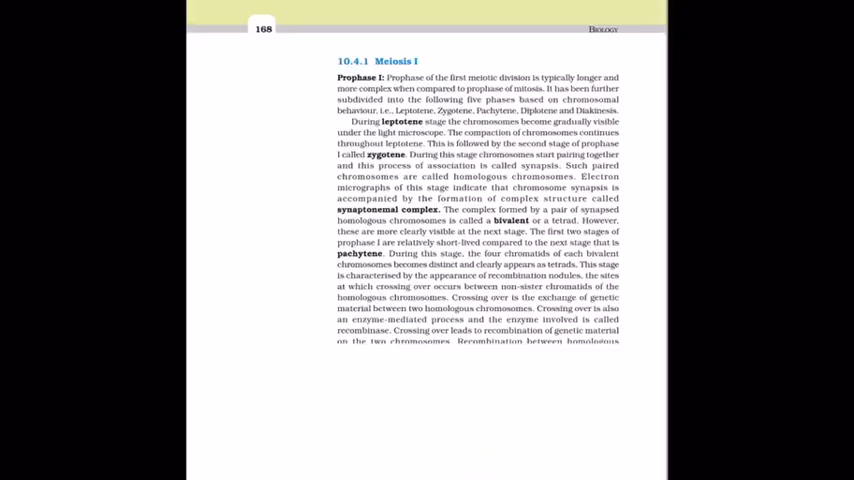 168
BIOLOGY
10.4.1 Meiosis I
Prophase I: Prophase of the first meiotic division is typically longer and
more complex when compared to prophase of mitosis. It has been further
subdivided into the following five phases based on chromosomal
behaviour, i.e., Leptotene, Zygotene, Pachytene, Diplotene and Diakinesis.
During leptotene stage the chromosomes become gradually visible
under the light microscope. The compaction of chromosomes continues
throughout leptotene. This is followed by the second stage of prophase
I called zygotene. During this stage chromosomes start pairing together
and this process of association is called synapsis. Such paired
chromosomes are called homologous chromosomes. Electron
micrographs of this stage indicate that chromosome synapsis is
accompanied by the formation of complex structure called
synaptonemal complex. The complex formed by a pair of synapsed
homologous chromosomes is called a bivalent or a tetrad. However,
these are more clearly visible at the next stage. The first two stages of
prophase I are relatively short-lived compared to the next stage that is
pachytene. During this stage, the four chromatids of each bivalent
chromosomes becomes distinct and clearly appears as tetrads. This stage
is characterised by the appearance of recombination nodules, the sites
at which crossing over occurs between non-sister chromatids of the
homologous chromosomes. Crossing over is the exchange of genetic
material between two homologous chromosomes. Crossing over is also
an enzyme-mediated process and the enzyme involved is called
recombinase. Crossing over leads to recombination of genetic material
on the two chromosomes. Recombination between homologous